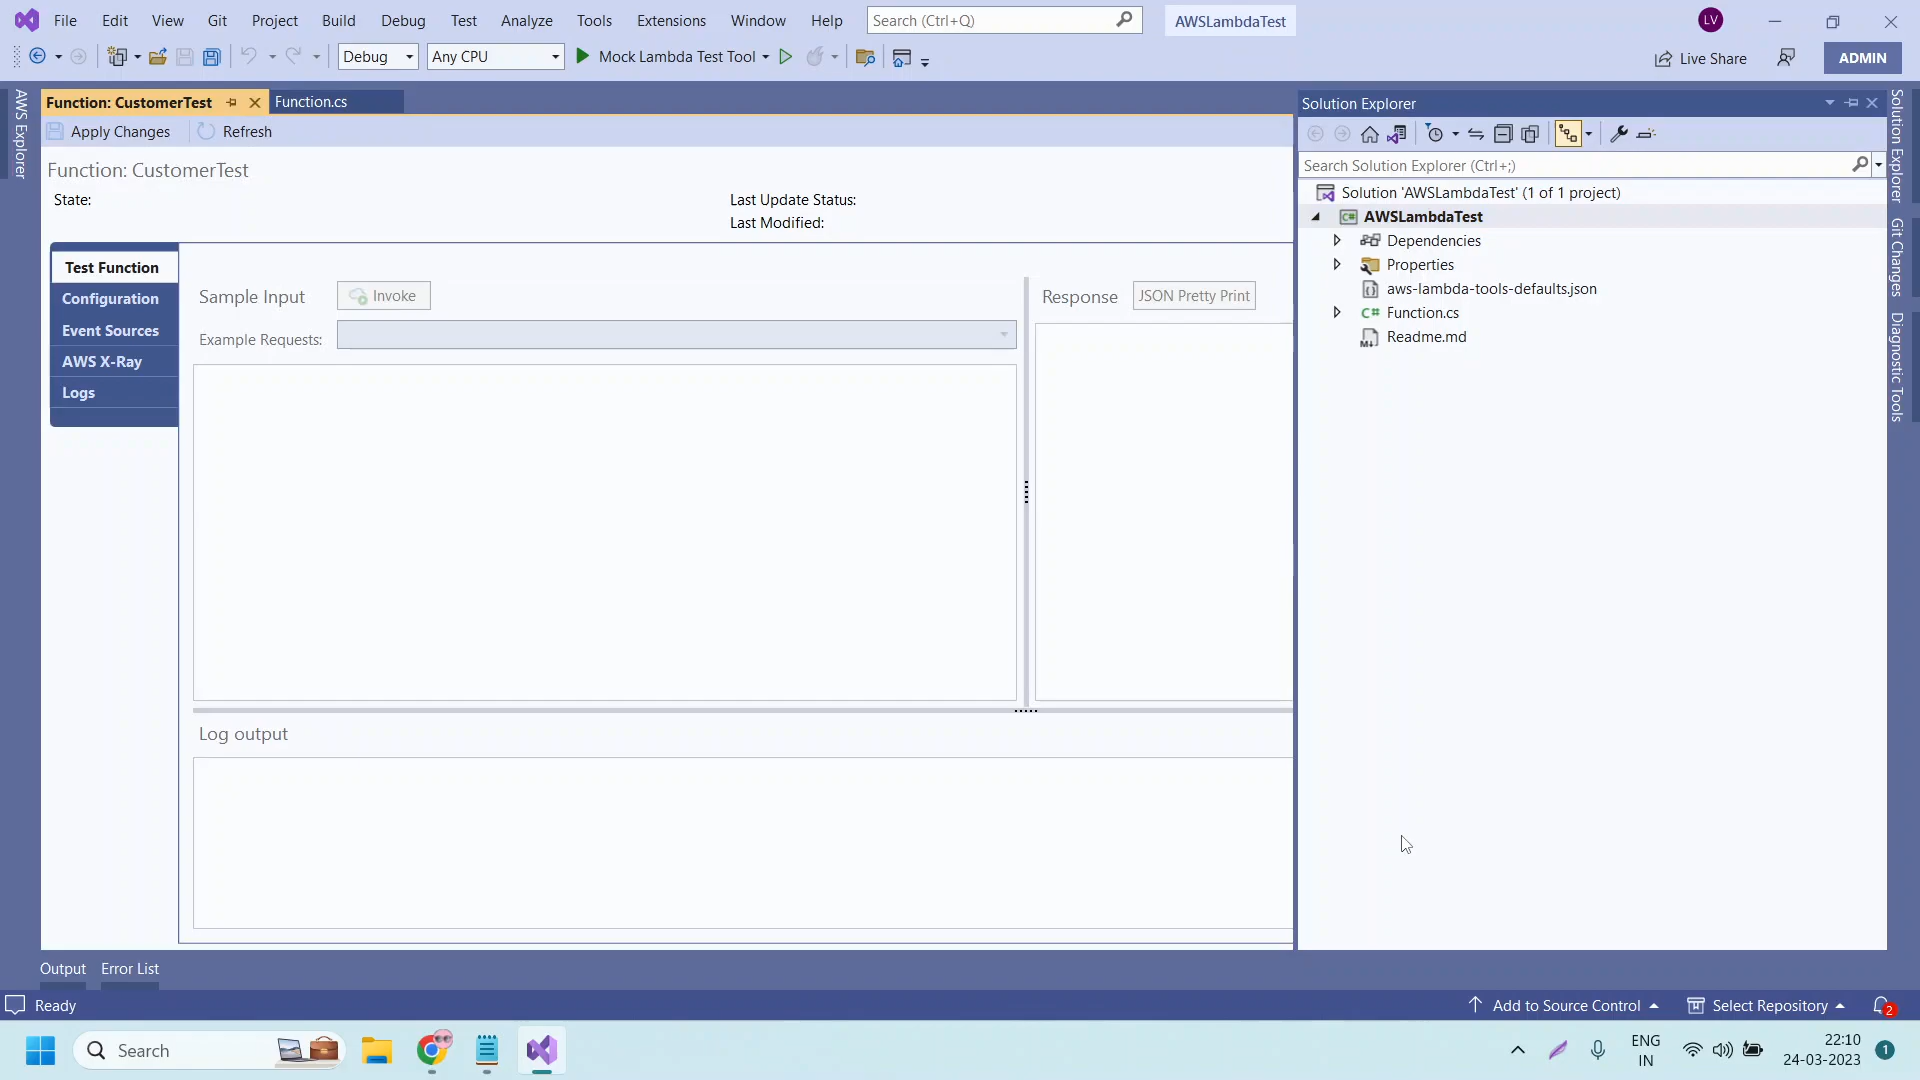 File Edit View Git Project Build Debug Test Analyze Tools Extensions Window Help Search (Ctrl+Q) AWSLambdaTest LV
Debug Any CPU Mock Lambda Test Tool Live Share ADMIN
AWS Explorer
Function: CustomerTest Function.cs
Apply Changes Refresh
Function: CustomerTest
State: Last Update Status:
Last Modified:
Test Function
Configuration
Event Sources
AWS X-Ray
Logs
Sample Input Invoke
Example Requests:
Response JSON Pretty Print
Log output
Solution Explorer
Search Solution Explorer (Ctrl+;)
Solution 'AWSLambdaTest' (1 of 1 project)
C# AWSLambdaTest
Dependencies
Properties
aws-lambda-tools-defaults.json
C# Function.cs
Readme.md
Solution Explorer
Git Changes
Diagnostic Tools
Output Error List
Ready Add to Source Control Select Repository 2
Search ENG IN 22:10 1
24-03-2023